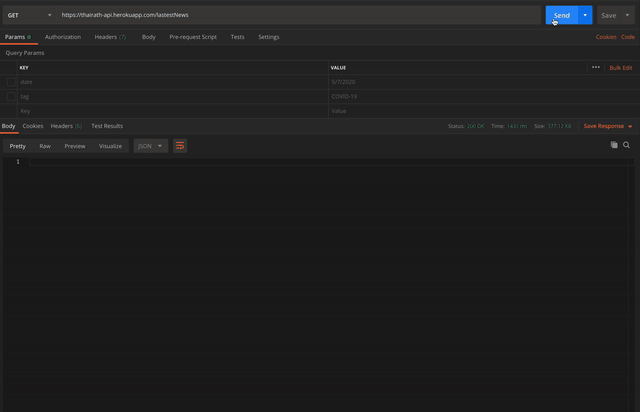 GET https://thairath-api.herokuapp.com/lastestNews Send Save
Params Authorization Headers (7) Body Pre-request Script Tests Settings Cookies Code
Query Params
KEY VALUE ••• Bulk Edit
date 5/7/2020
tag COVID-19
Key Value
Body Cookies Headers (5) Test Results Status: 200 OK Time: Size: 377.12 KB Save Response
Pretty Raw Preview Visualize JSON
1